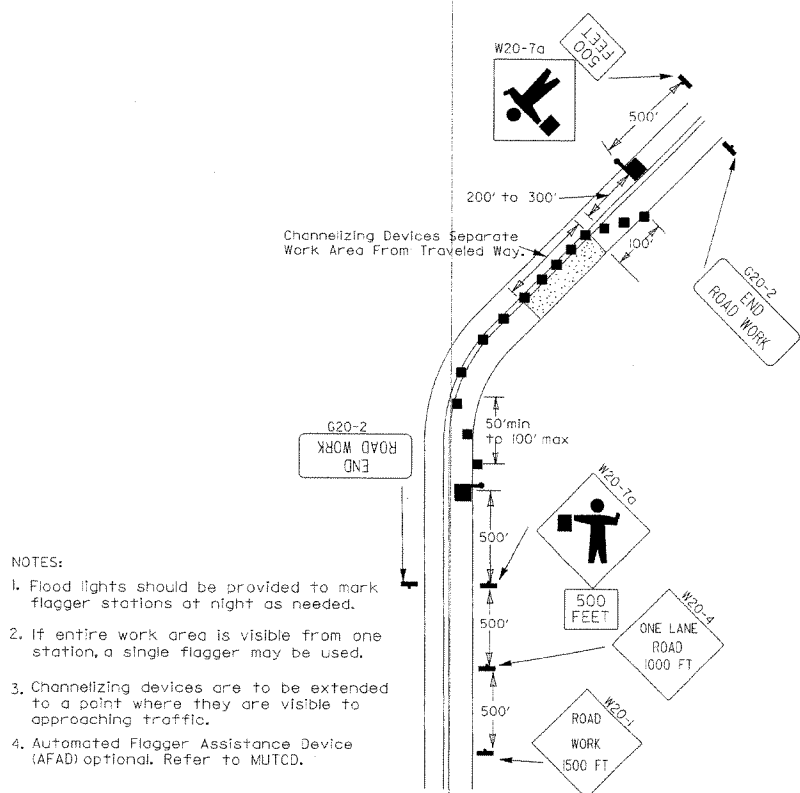 W20-7a
500
FEET
500'
200' to 300'
Channelizing Devices Separate
Work Area From Traveled Way.
100'
G20-2
END
ROAD WORK
50'min
to 100' max
G20-2
END
ROAD WORK
W20-7a
500'
500
FEET
500'
W20-4
ONE LANE
ROAD
1000 FT
500'
W20-1
ROAD
WORK
1500 FT
NOTES:
1. Flood lights should be provided to mark
flagger stations at night as needed.
2. If entire work area is visible from one
station, a single flagger may be used.
3. Channelizing devices are to be extended
to a point where they are visible to
approaching traffic.
4. Automated Flagger Assistance Device
(AFAD) optional. Refer to MUTCD.